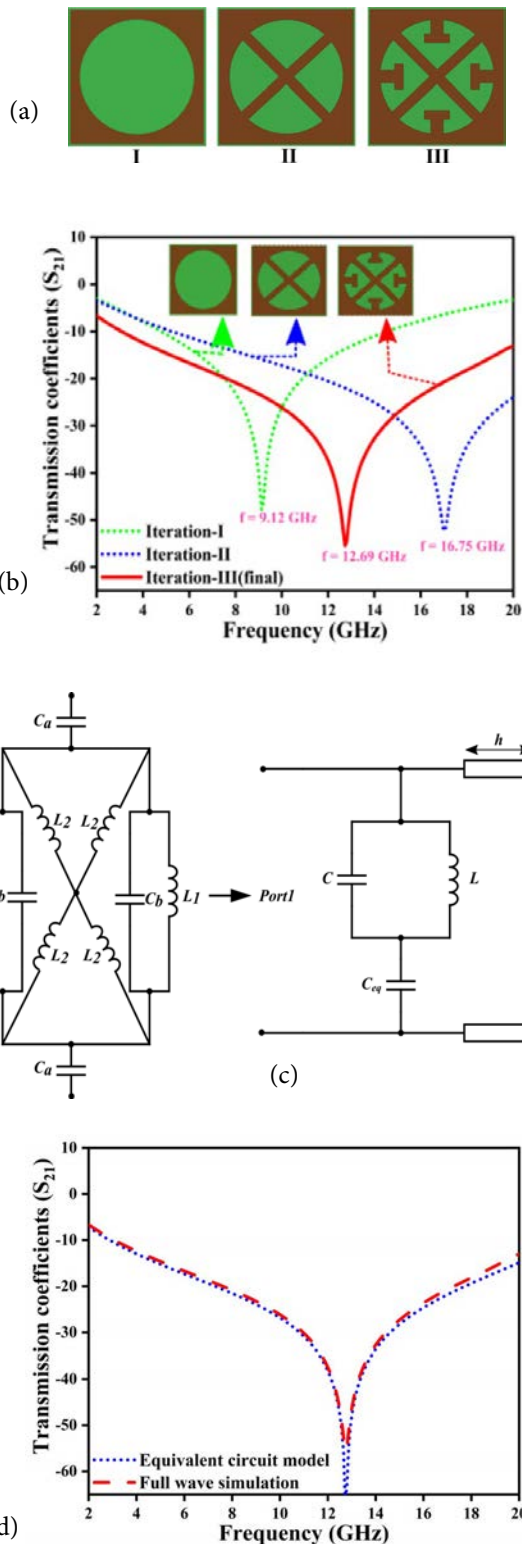 (a)
I II III
Transmission coefficients (S21)
10
0
-10
-20
-30
-40
-50
-60
f = 9.12 GHz
f = 12.69 GHz
f = 16.75 GHz
Iteration-I
Iteration-II
Iteration-III(final)
2 4 6 8 10 12 14 16 18 20
Frequency (GHz)
b)
Ca
L2 L2
b
Cb L1
L2 L2
Ca
Port1
h
C L
Ceq
(c)
Transmission coefficients (S21)
10
0
-10
-20
-30
-40
-50
-60
Equivalent circuit model
Full wave simulation
2 4 6 8 10 12 14 16 18 20
Frequency (GHz)
d)